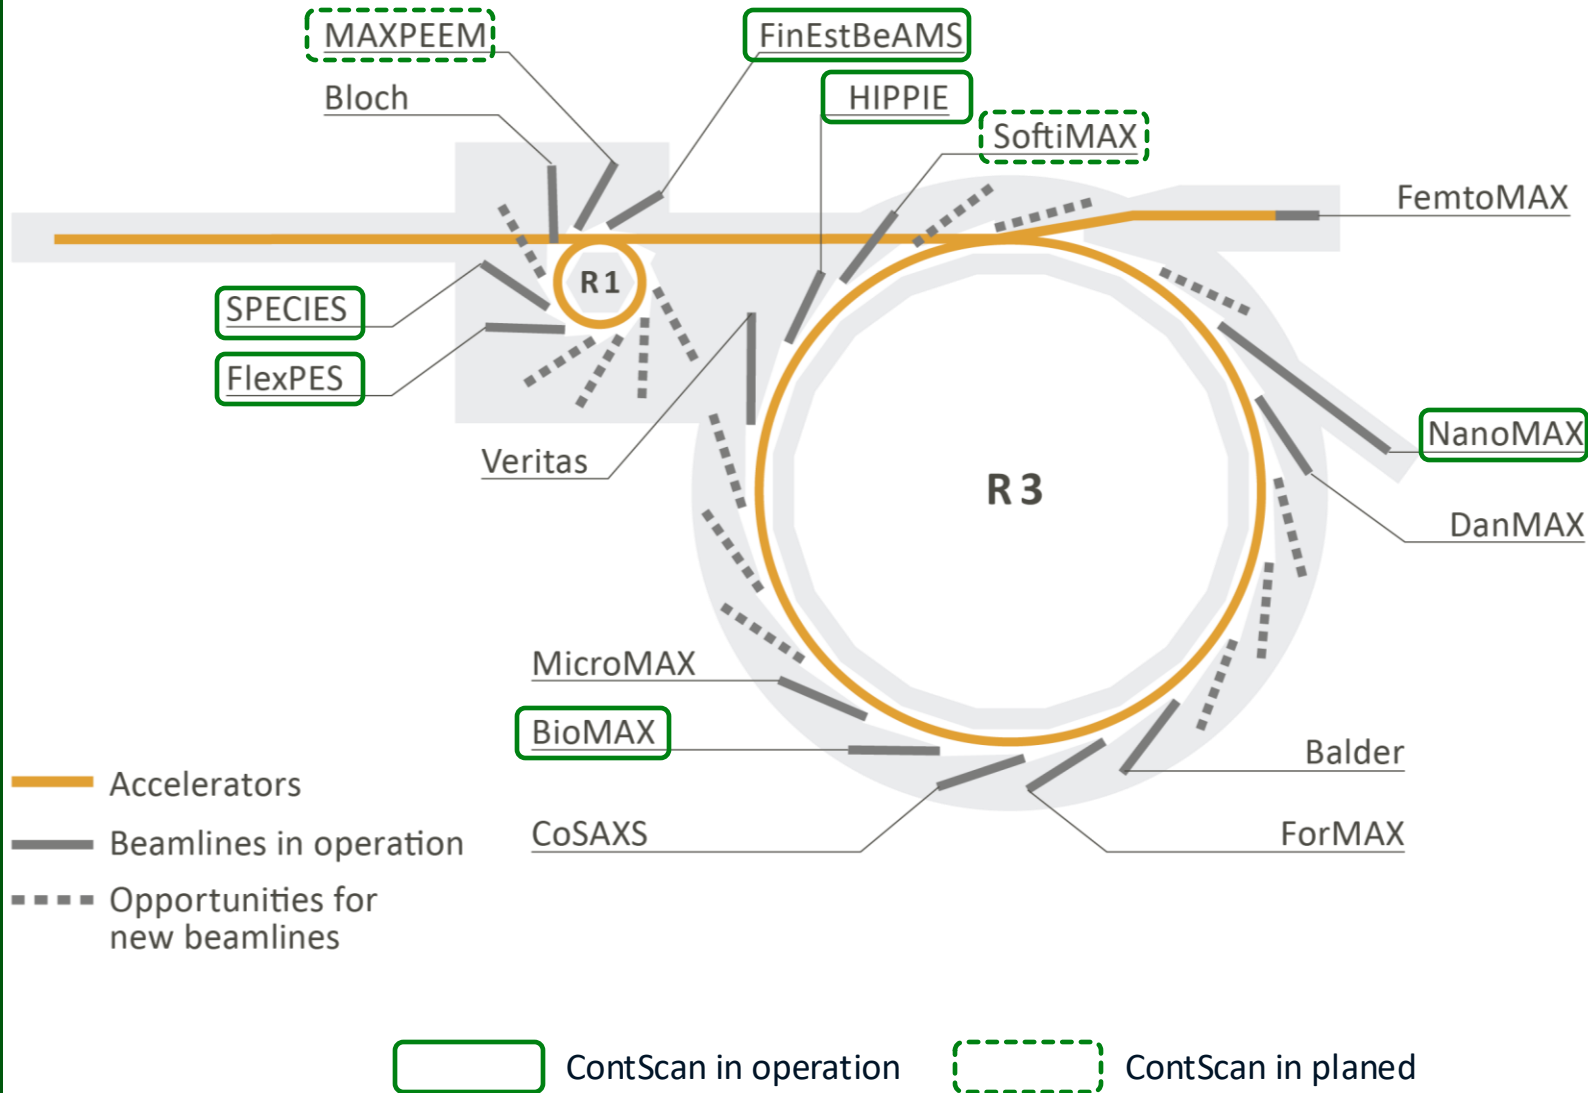 MAXPEEM
FinEstBeAMS
Bloch
HIPPIE
SoftiMAX
FemtoMAX
R1
SPECIES
FlexPES
Veritas
NanoMAX
R3
DanMAX
MicroMAX
BioMAX
Balder
CoSAXS
ForMAX
Accelerators
Beamlines in operation
Opportunities for
new beamlines
ContScan in operation
ContScan in planed